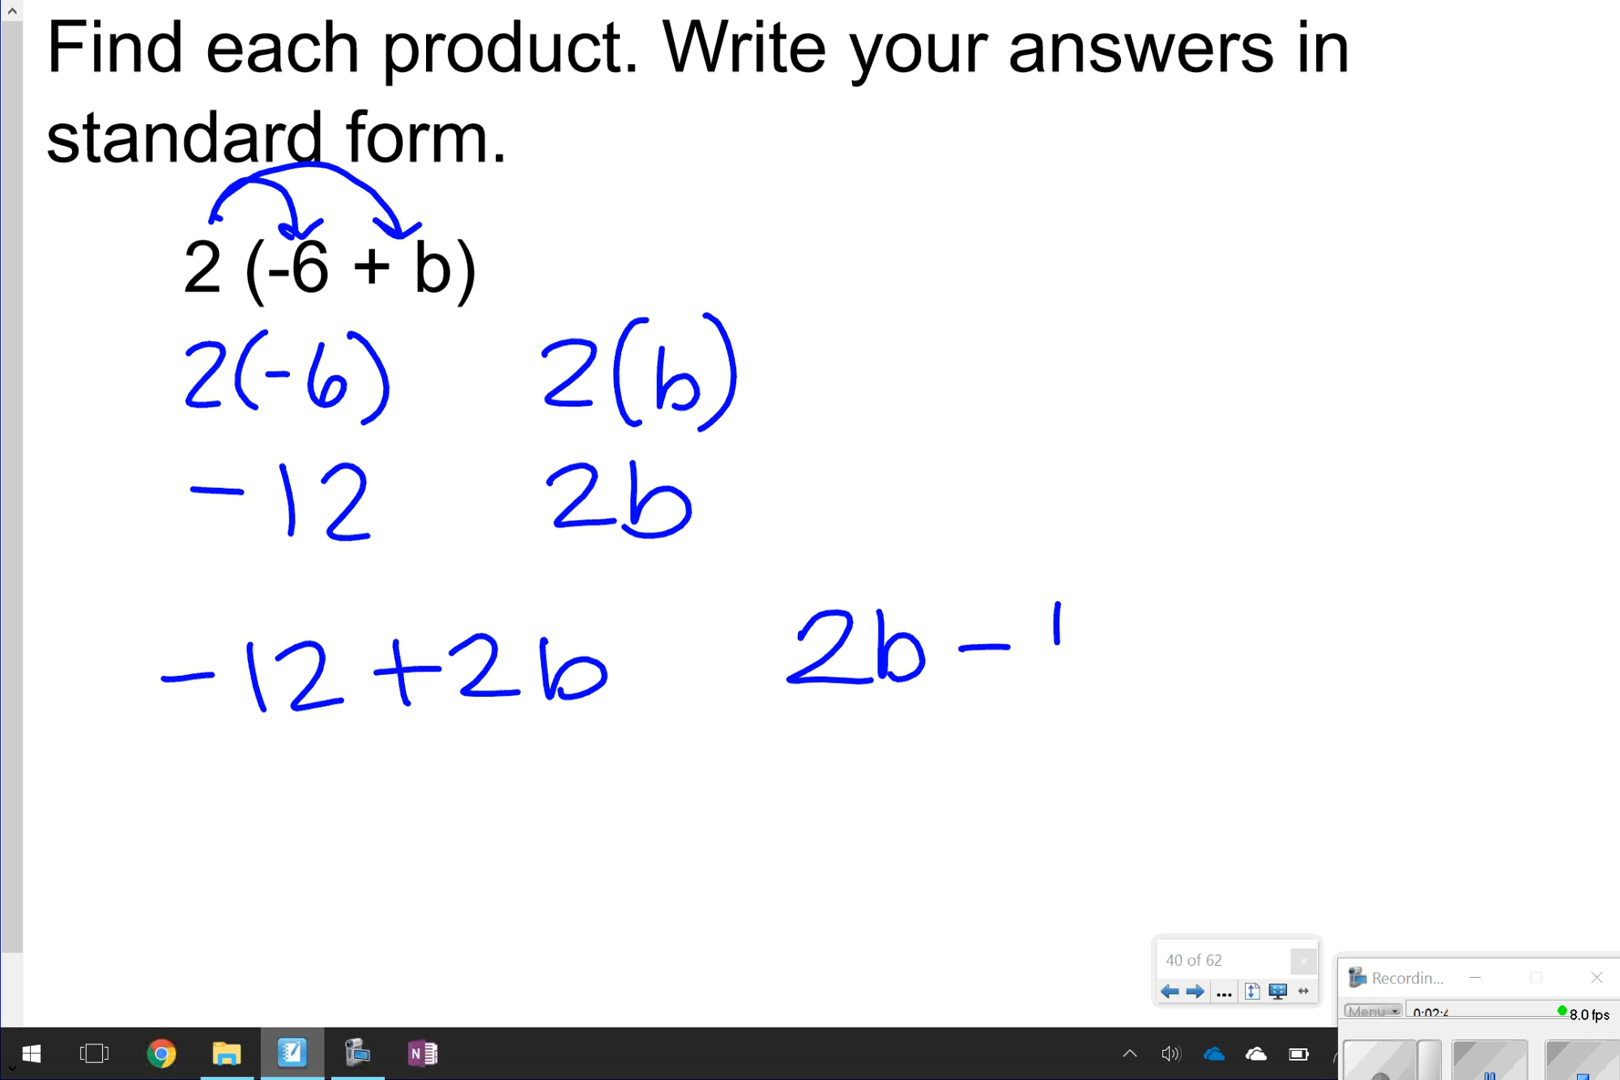 Find each product. Write your answers in
standard form.
2 (-6 + b)
2(-6) 2(b)
-12 2b
-12+2b 2b-1
40 of 62
Recordin...
Menu
8.0 fps